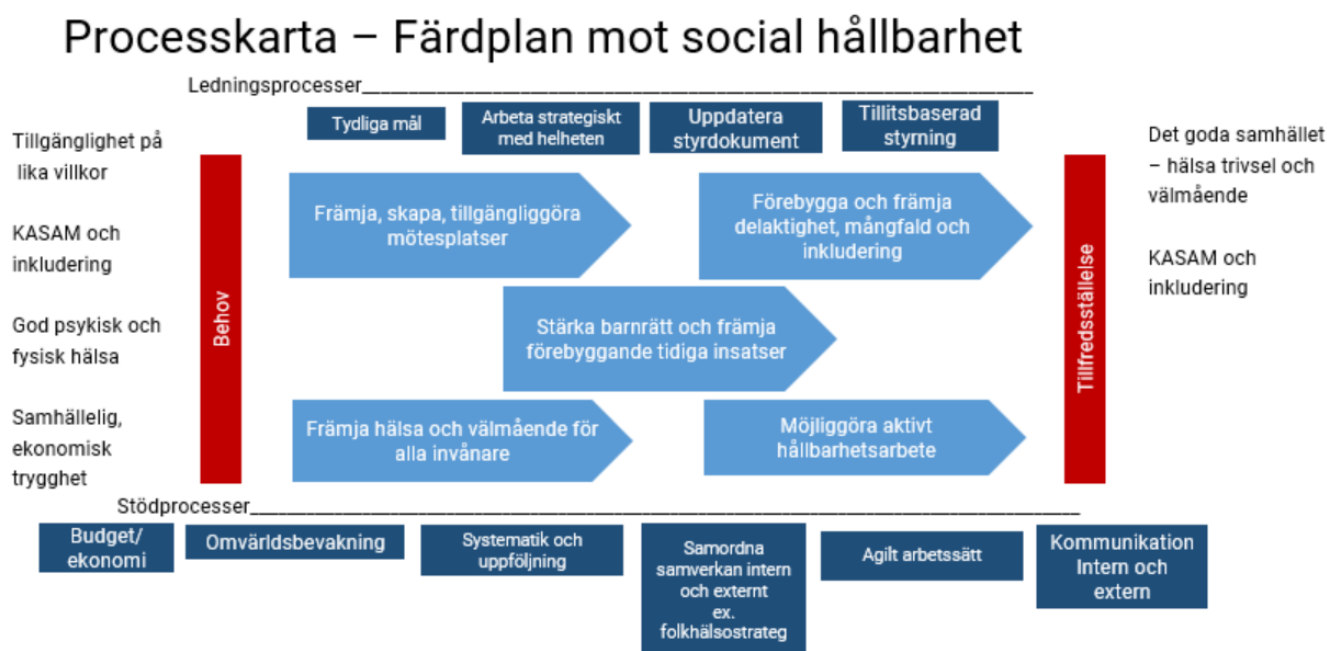 Processkarta – Färdplan mot social hållbarhet
Ledningsprocesser
Tydliga mål
Arbeta strategiskt
med helheten
Uppdatera
styrdokument
Tillitsbaserad
styrning
Tillgänglighet på
lika villkor
KASAM och
inkludering
God psykisk och
fysisk hälsa
Samhällelig,
ekonomisk
trygghet
Behov
Främja, skapa, tillgängliggöra
mötesplatser
Förebygga och främja
delaktighet, mångfald och
inkludering
Stärka barnrätt och främja
förebyggande tidiga insatser
Främja hälsa och välmående för
alla invånare
Möjliggöra aktivt
hållbarhetsarbete
Tillfredsställelse
Det goda samhället
– hälsa trivsel och
välmående
KASAM och
inkludering
Stödprocesser
Budget/
ekonomi
Omvärldsbevakning
Systematik och
uppföljning
Samordna
samverkan intern
och externt
ex.
folkhälsostrateg
Agilt arbetssätt
Kommunikation
Intern och
extern